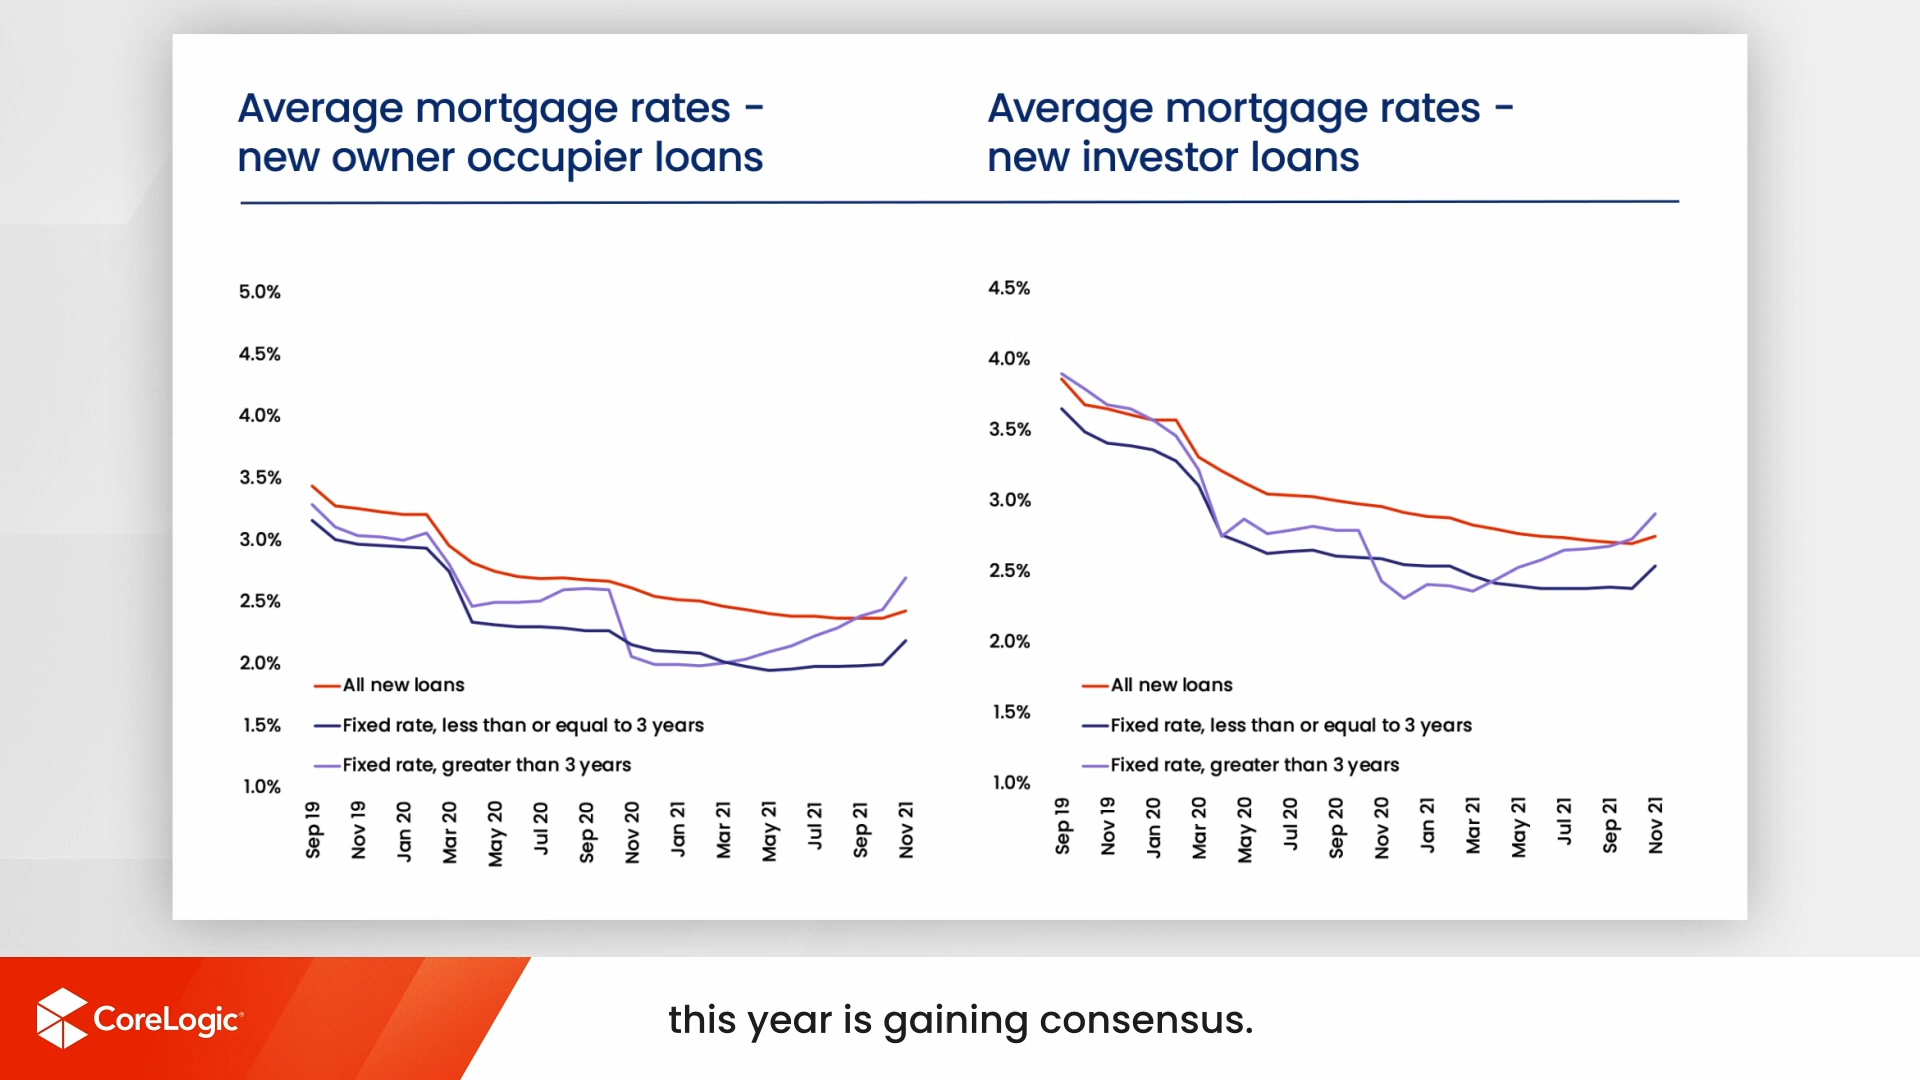 Average mortgage rates -
new owner occupier loans
5.0%
4.5%
4.0%
3.5%
3.0%
2.5%
2.0%
1.5%
1.0%
All new loans
Fixed rate, less than or equal to 3 years
Fixed rate, greater than 3 years
Sep 19
Nov 19
Jan 20
Mar 20
May 20
Jul 20
Sep 20
Nov 20
Jan 21
Mar 21
May 21
Jul 21
Sep 21
Nov 21
Average mortgage rates -
new investor loans
4.5%
4.0%
3.5%
3.0%
2.5%
2.0%
1.5%
1.0%
All new loans
Fixed rate, less than or equal to 3 years
Fixed rate, greater than 3 years
Sep 19
Nov 19
Jan 20
Mar 20
May 20
Jul 20
Sep 20
Nov 20
Jan 21
Mar 21
May 21
Jul 21
Sep 21
Nov 21
CoreLogic
this year is gaining consensus.